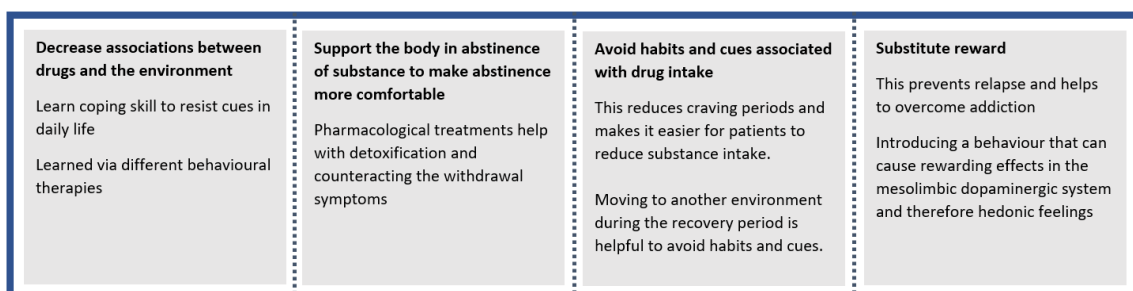 Decrease associations between
drugs and the environment
Learn coping skill to resist cues in
daily life
Learned via different behavioural
therapies
Support the body in abstinence
of substance to make abstinence
more comfortable
Pharmacological treatments help
with detoxification and
counteracting the withdrawal
symptoms
Avoid habits and cues associated
with drug intake
This reduces craving periods and
makes it easier for patients to
reduce substance intake.
Moving to another environment
during the recovery period is
helpful to avoid habits and cues.
Substitute reward
This prevents relapse and helps
to overcome addiction
Introducing a behaviour that can
cause rewarding effects in the
mesolimbic dopaminergic system
and therefore hedonic feelings